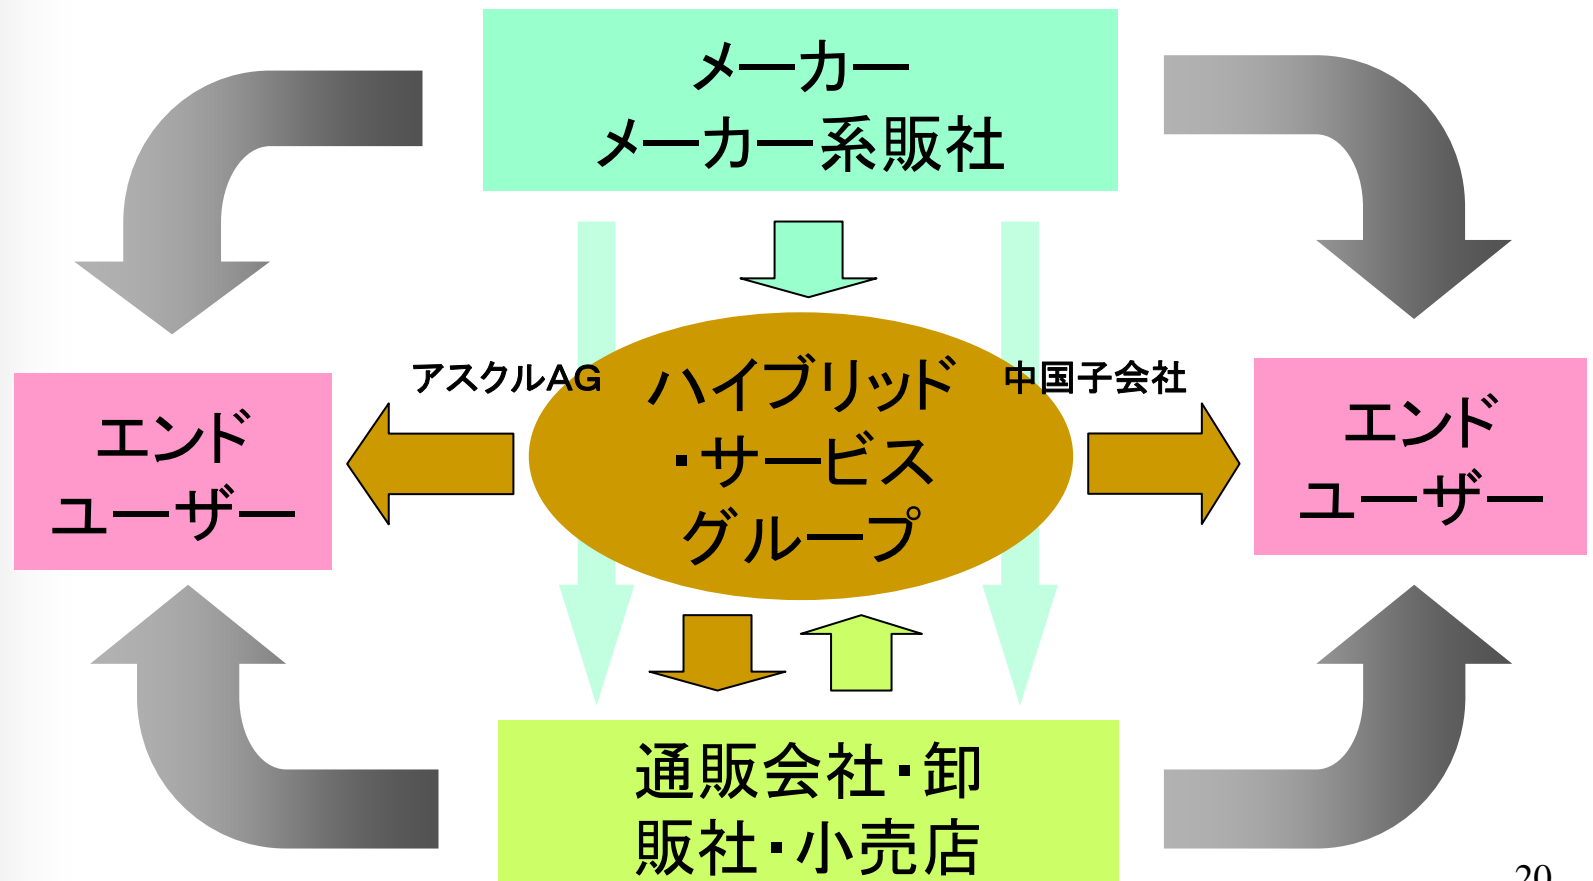 メーカー
メーカー系販社
アスクルAG
ハイブリッド
・サービス
グループ
中国子会社
エンド
ユーザー
エンド
ユーザー
通販会社・卸
販社・小売店
20